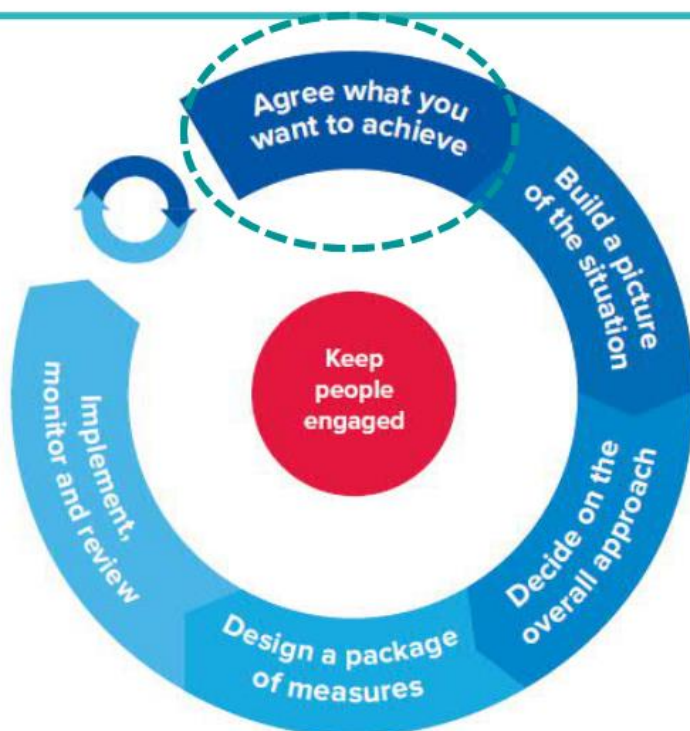 Agree what you
want to achieve
Build a picture
of the situation
Decide on the
overall approach
Design a package
of measures
Implement,
monitor and review
Keep
people
engaged